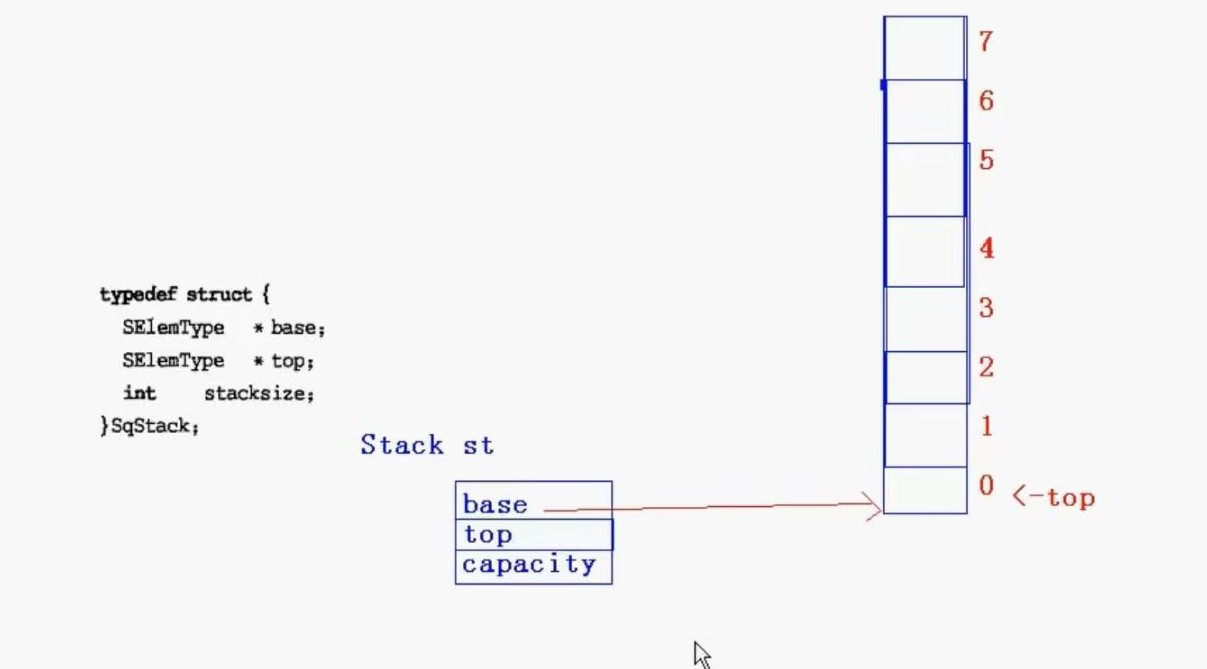 typedef struct {
SElemType * base;
SElemType * top;
int stacksize;
}SqStack;
Stack st
base
top
capacity
7
6
5
4
3
2
1
0 <-top